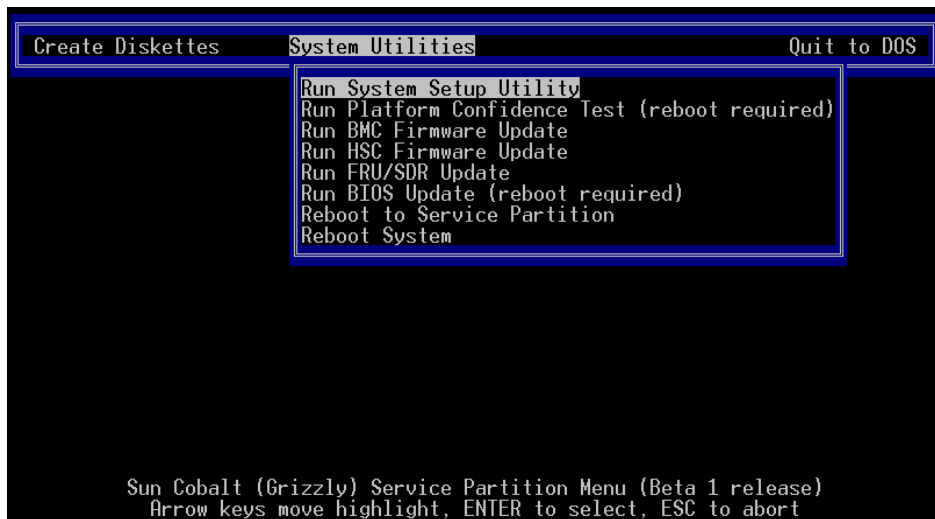 Create Diskettes System Utilities Quit to DOS
Run System Setup Utility
Run Platform Confidence Test (reboot required)
Run BMC Firmware Update
Run HSC Firmware Update
Run FRU/SDR Update
Run BIOS Update (reboot required)
Reboot to Service Partition
Reboot System
Sun Cobalt (Grizzly) Service Partition Menu (Beta 1 release)
Arrow keys move highlight, ENTER to select, ESC to abort